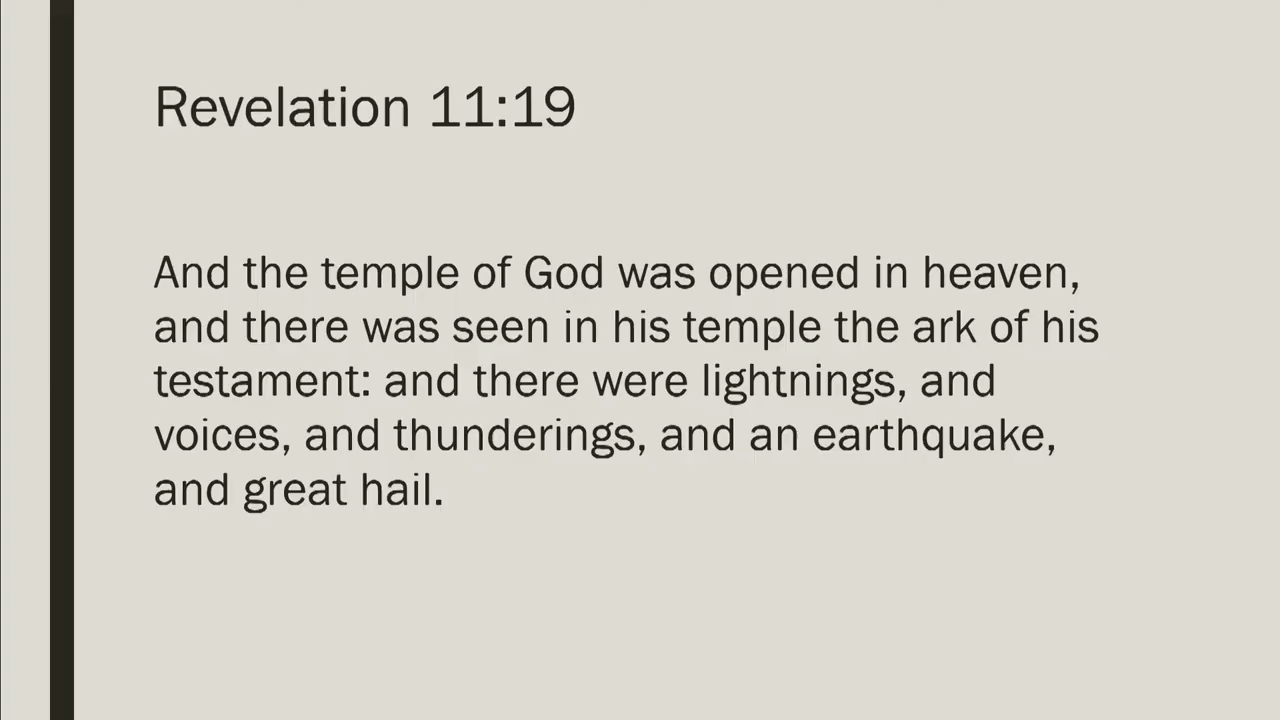 Revelation 11:19
And the temple of God was opened in heaven,
and there was seen in his temple the ark of his
testament: and there were lightnings, and
voices, and thunderings, and an earthquake,
and great hail.